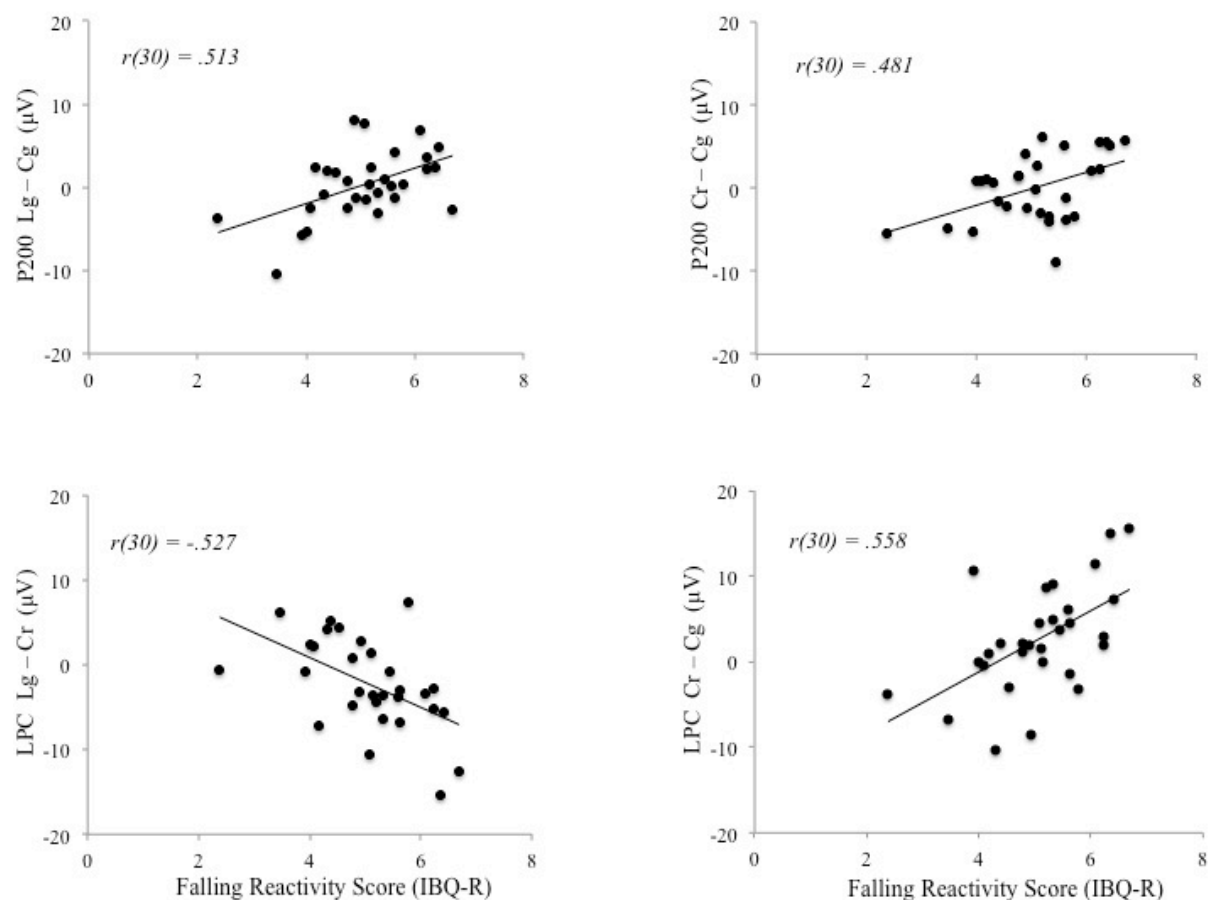 20
10
0
-10
-20
P200 Lg – Cg (µV)
r(30) = .513
0 2 4 6 8
20
10
0
-10
-20
P200 Cr – Cg (µV)
r(30) = .481
0 2 4 6 8
20
10
0
-10
-20
LPC Lg – Cr (µV)
r(30) = -.527
0 2 4 6 8
Falling Reactivity Score (IBQ-R)
20
10
0
-10
-20
LPC Cr – Cg (µV)
r(30) = .558
0 2 4 6 8
Falling Reactivity Score (IBQ-R)